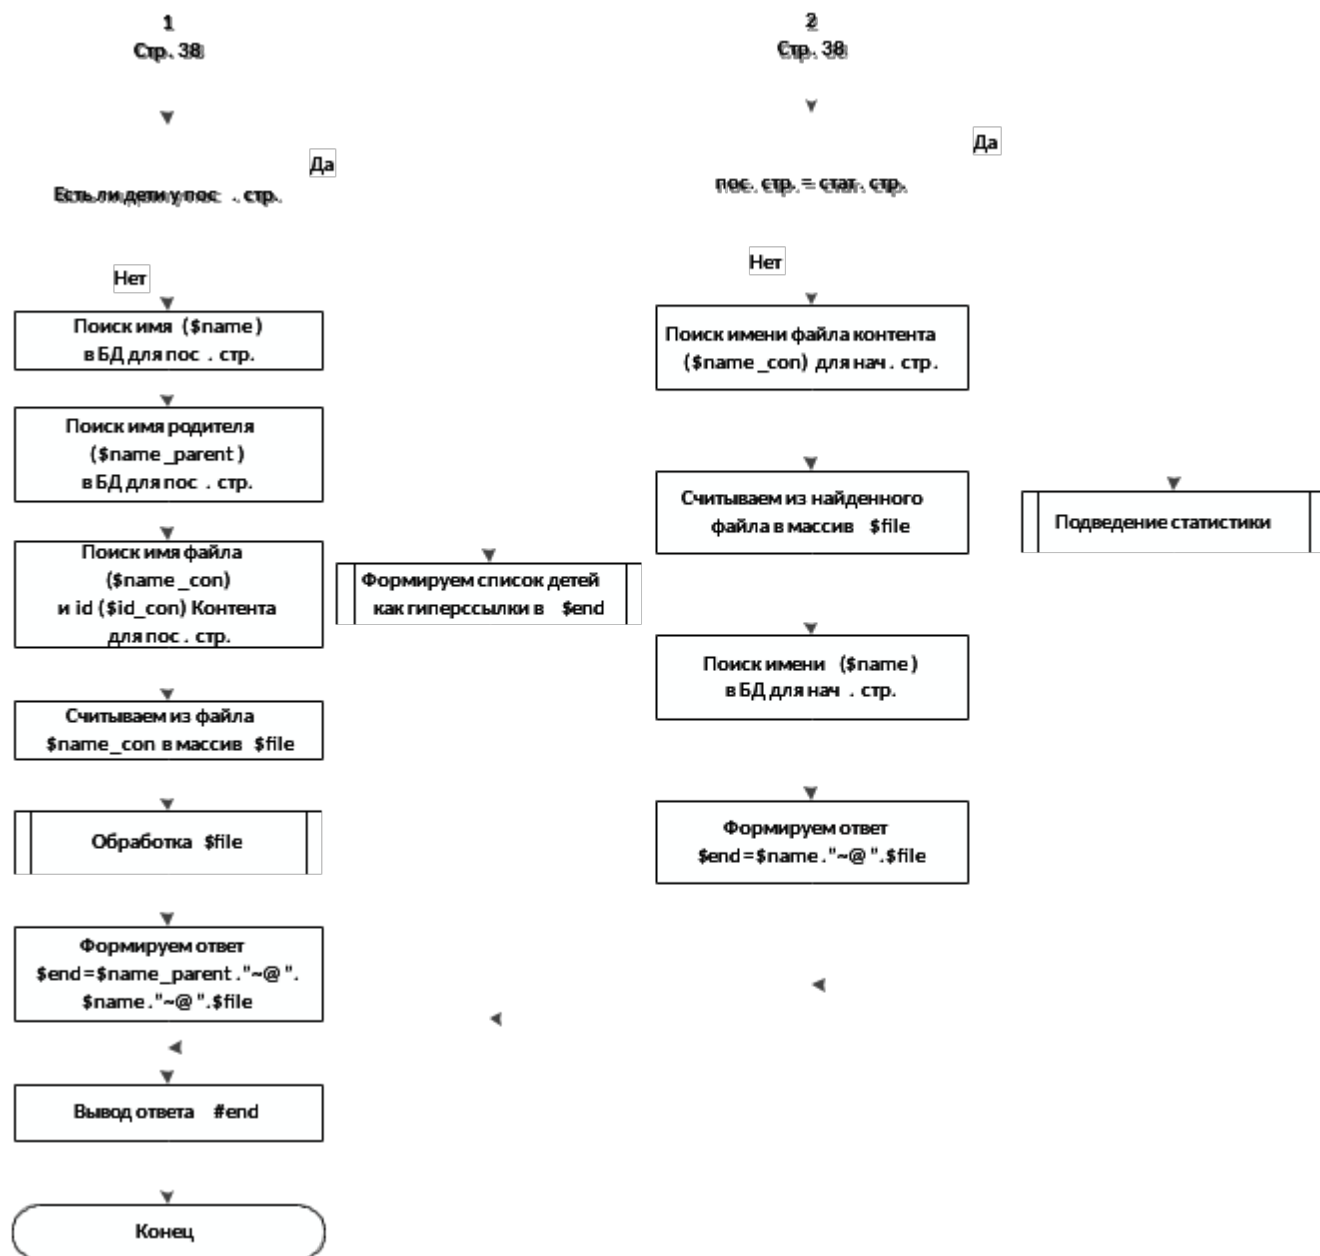 1
Стр. 38
Да
Есть ли дети у пос . стр.
Нет
Поиск имя ($name)
в БД для пос . стр.
Поиск имя родителя
($name_parent)
в БД для пос . стр.
Поиск имя файла
($name_con)
и id ($id_con) Контента
для пос . стр.
Считываем из файла
$name_con в массив $file
Обработка $file
Формируем ответ
$end=$name_parent."~@".
$name."~@".$file
Вывод ответа #end
Конец
Формируем список детей
как гиперссылки в $end
2
Стр. 38
Да
пос. стр. = стат. стр.
Нет
Поиск имени файла контента
($name_con) для нач. стр.
Считываем из найденного
файла в массив $file
Поиск имени ($name)
в БД для нач . стр.
Формируем ответ
$end=$name."~@".$file
Подведение статистики